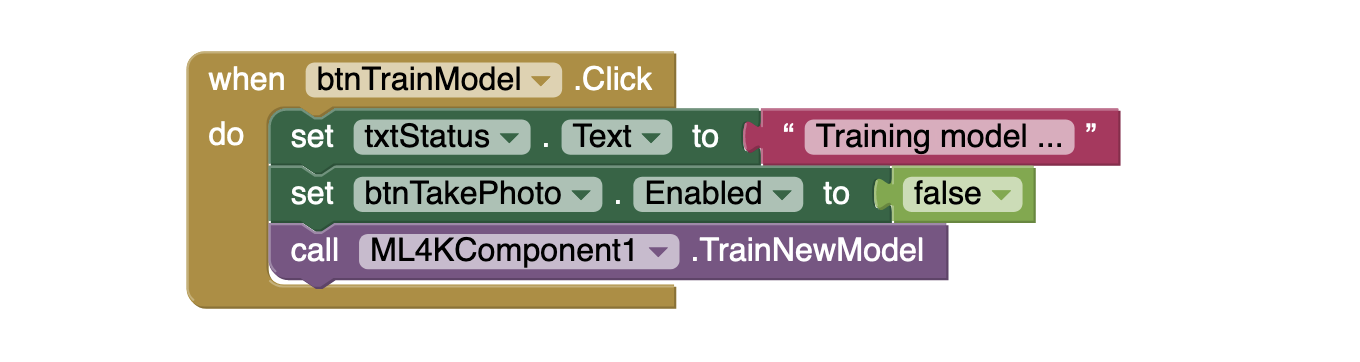 when btnTrainModel .Click
do set txtStatus . Text to “ Training model ... ”
set btnTakePhoto . Enabled to false
call ML4KComponent1 .TrainNewModel